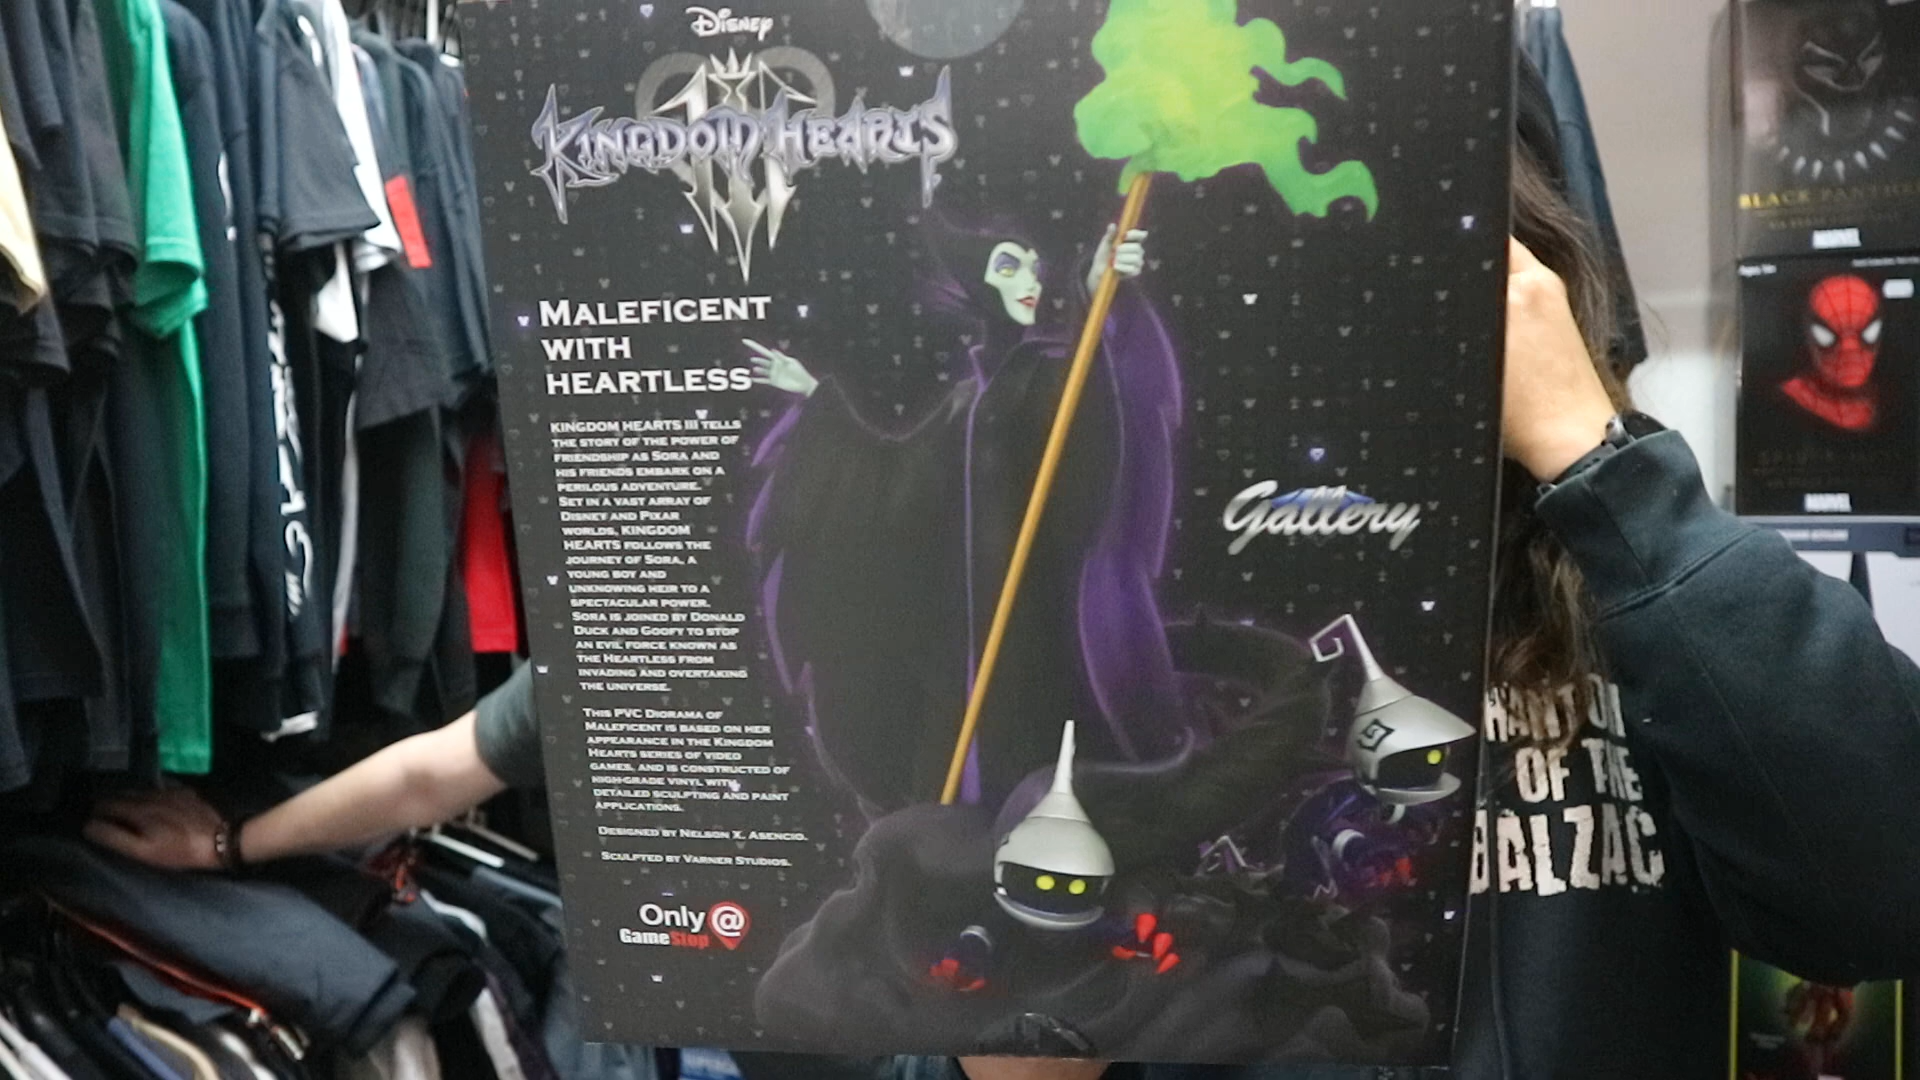 Disney
KINGDOM HEARTS
III
MALEFICENT
WITH
HEARTLESS
KINGDOM HEARTS III TELLS
THE STORY OF THE POWER OF
FRIENDSHIP AS SORA AND
HIS FRIENDS EMBARK ON A
PERILOUS ADVENTURE.
SET IN A VAST ARRAY OF
DISNEY AND PIXAR
WORLDS, KINGDOM
HEARTS FOLLOWS THE
JOURNEY OF SORA, A
YOUNG BOY AND
UNKNOWING HEIR TO A
SPECTACULAR POWER.
SORA IS JOINED BY DONALD
DUCK AND GOOFY TO STOP
AN EVIL FORCE KNOWN AS
THE HEARTLESS FROM
INVADING AND OVERTAKING
THE UNIVERSE.
THIS PVC DIORAMA OF
MALEFICENT IS BASED ON HER
APPEARANCE IN THE KINGDOM
HEARTS SERIES OF VIDEO
GAMES, AND IS CONSTRUCTED OF
HIGH-GRADE VINYL WITH
DETAILED SCULPTING AND PAINT
APPLICATIONS.
DESIGNED BY NELSON X. ASENCIO.
SCULPTED BY VARNER STUDIOS.
Only @
GameStop
Gallery
OF THE
BALZAC
BLACK PANTHER
MARVEL
MARVEL